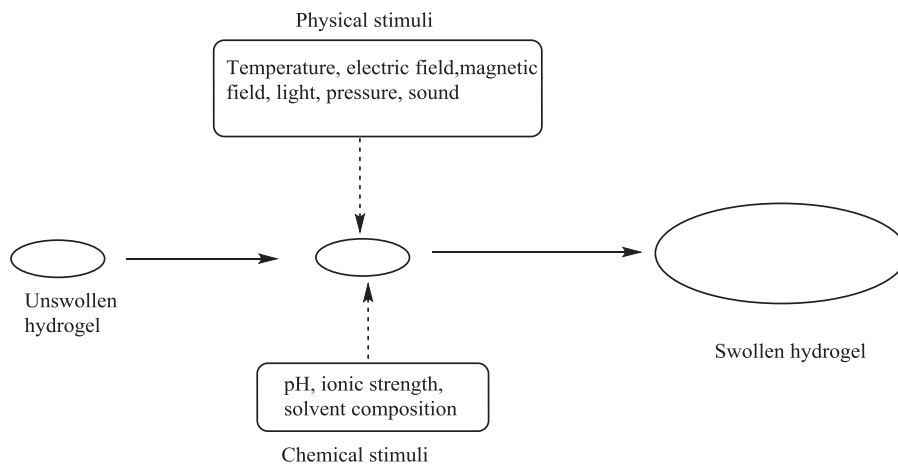 Physical stimuli
Temperature, electric field,magnetic
field, light, pressure, sound
Unswollen
hydrogel
Swollen hydrogel
pH, ionic strength,
solvent composition
Chemical stimuli